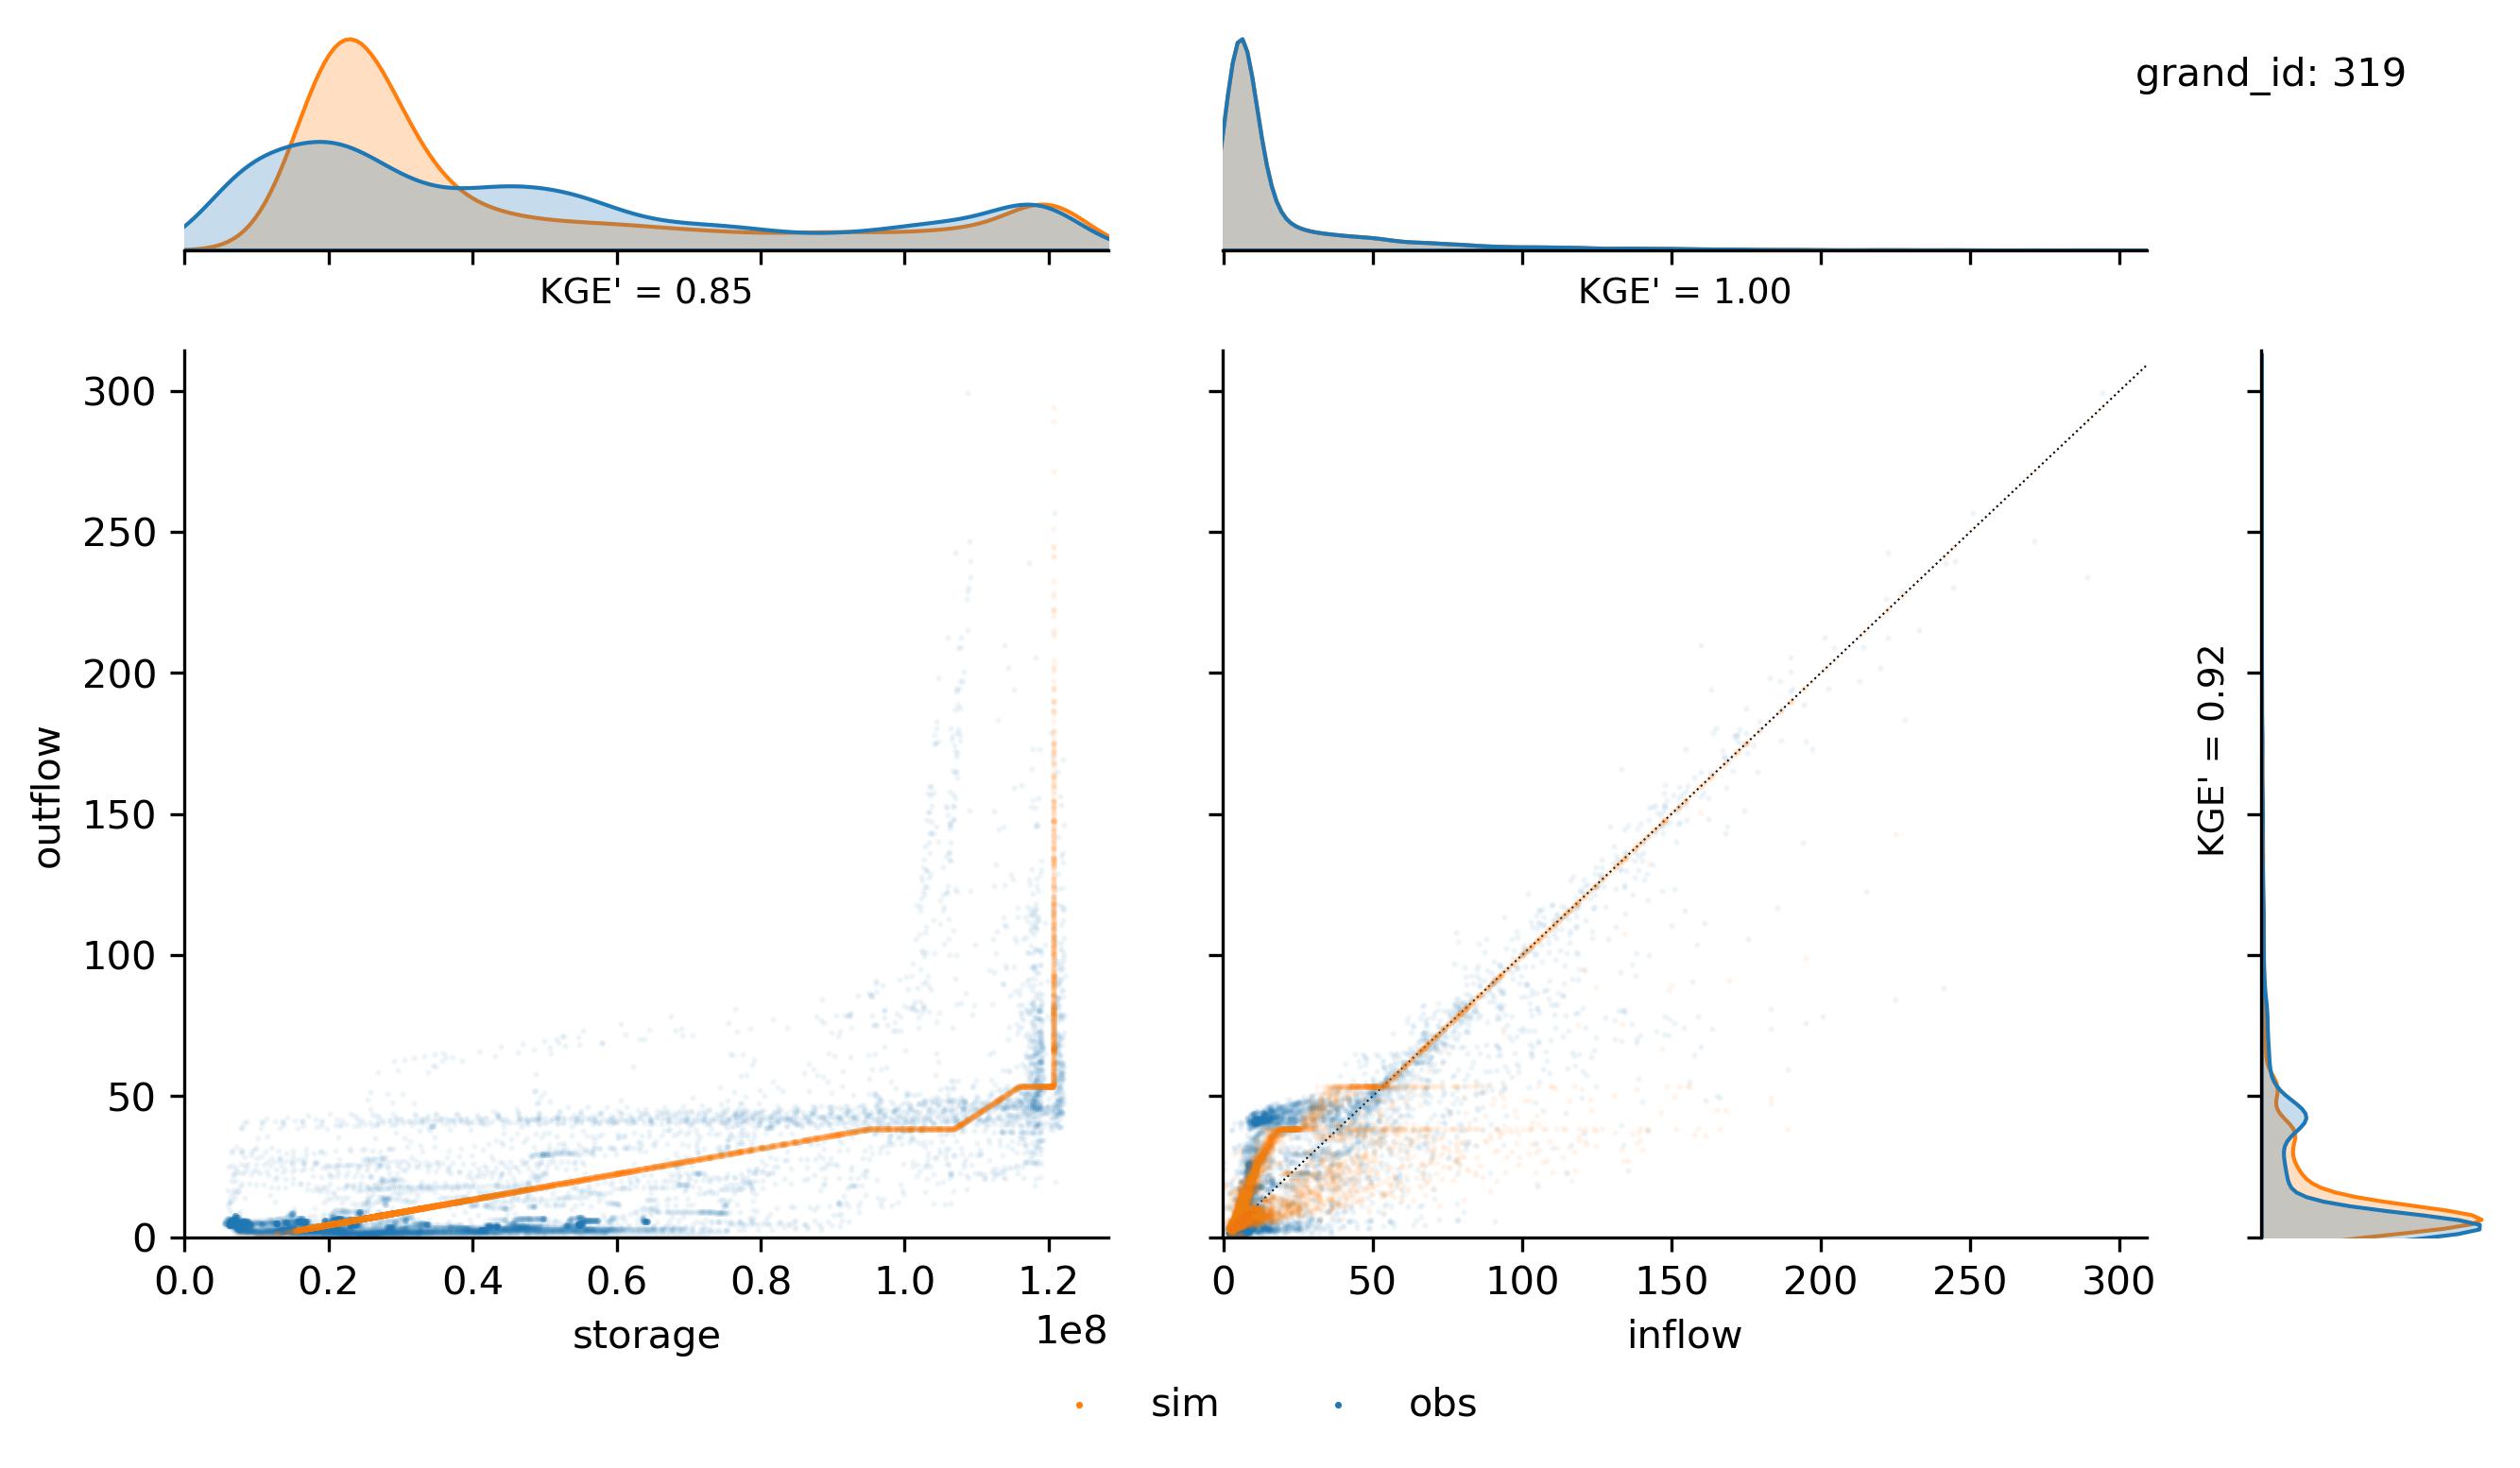 grand_id: 319
KGE' = 0.85
KGE' = 1.00
300
250
200
150
100
50
0
outflow
0.0 0.2 0.4 0.6 0.8 1.0 1.2
1e8
storage
0 50 100 150 200 250 300
inflow
KGE' = 0.92
sim obs